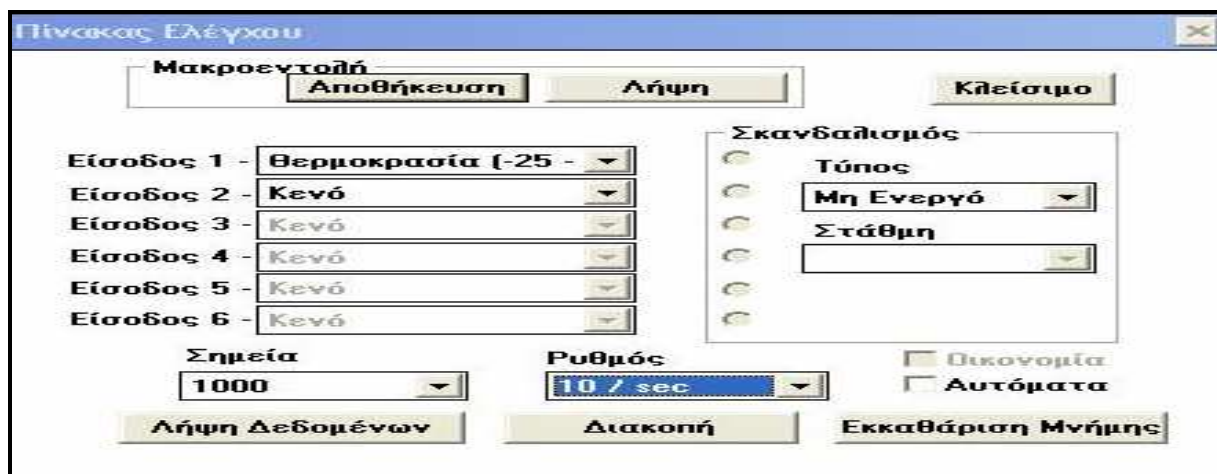 Πίνακας Ελέγχου
Μακροεντολή
Αποθήκευση Λήψη Κλείσιμο
Σκανδαλισμός
Είσοδος 1 - Θερμοκρασία (-25 -
Τύπος
Είσοδος 2 - Κενό
Μη Ενεργό
Είσοδος 3 - Κενό
Στάθμη
Είσοδος 4 - Κενό
Είσοδος 5 - Κενό
Είσοδος 6 - Κενό
Σημεία Ρυθμός Οικονομία
1000 10 / sec Αυτόματα
Λήψη Δεδομένων Διακοπή Εκκαθάριση Μνήμης